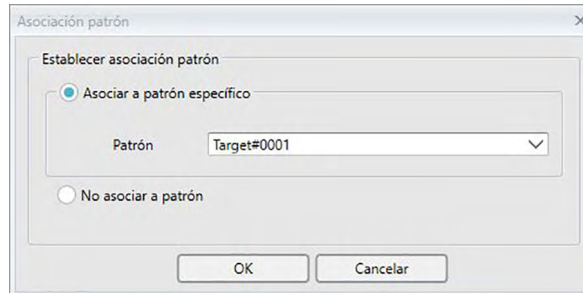 Asociación patrón
Establecer asociación patrón
Asociar a patrón específico
Patrón Target#0001
No asociar a patrón
OK Cancelar